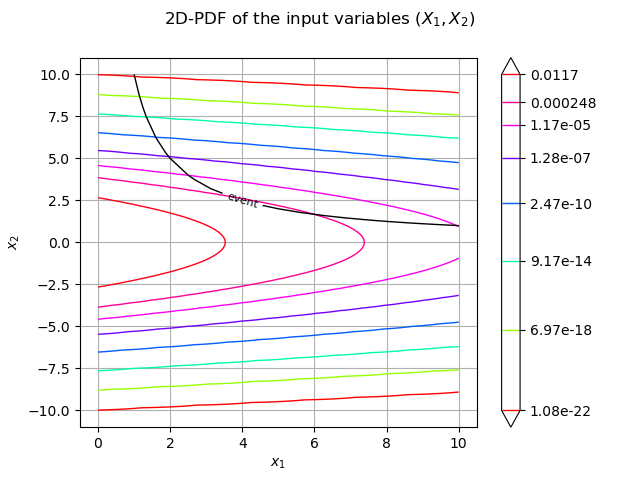 2D-PDF of the input variables (X₁, X₂)
10.0
7.5
5.0
2.5
0.0
−2.5
−5.0
−7.5
−10.0
x₂
event
0
2
4
6
8
10
x₁
0.0117
0.000248
1.17e-05
1.28e-07
2.47e-10
9.17e-14
6.97e-18
1.08e-22